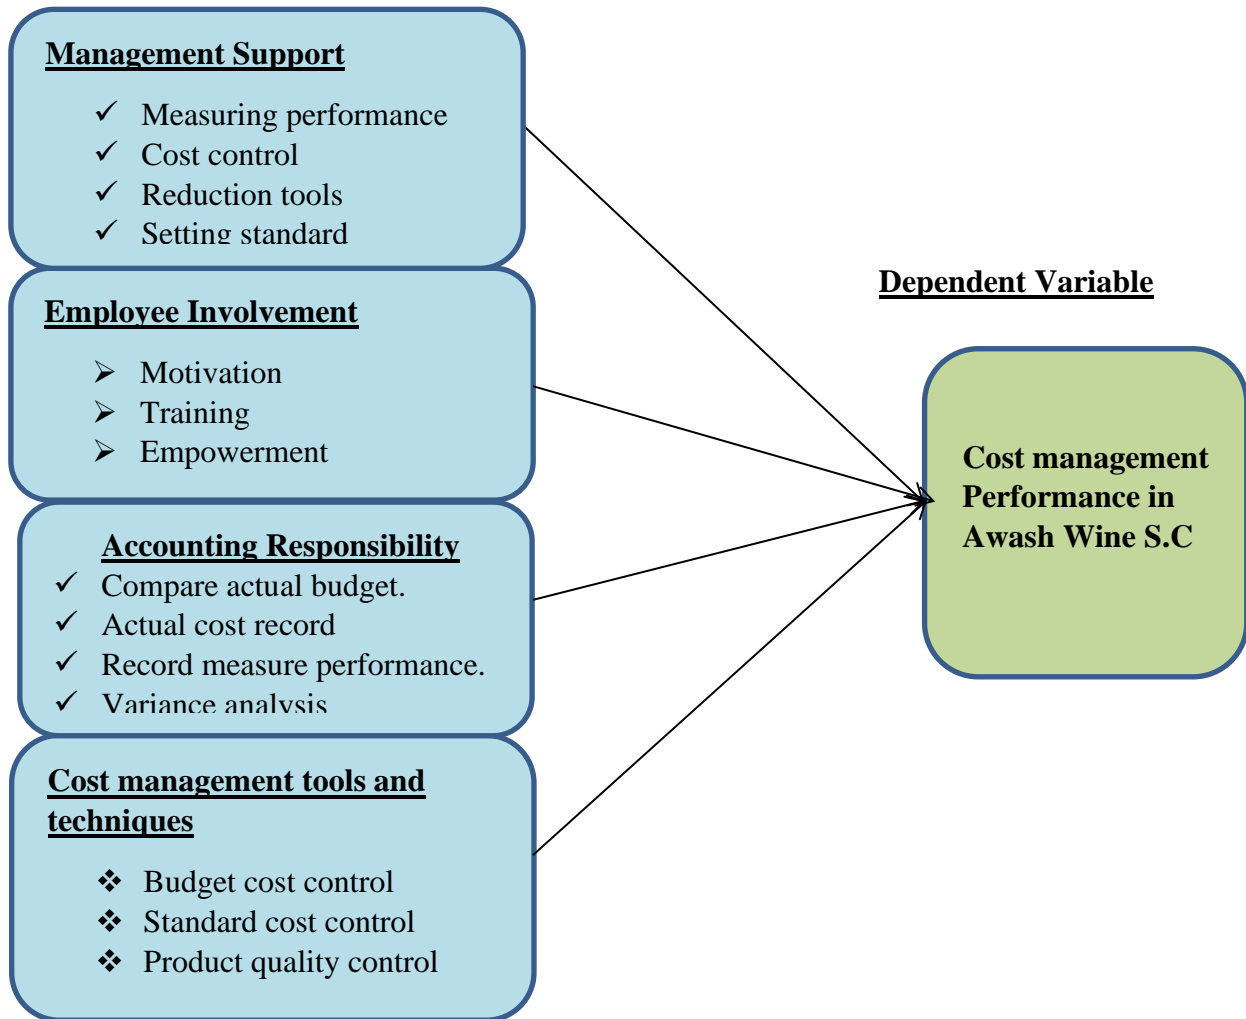 Management Support
✓ Measuring performance
✓ Cost control
✓ Reduction tools
✓ Setting standard
Employee Involvement
➢ Motivation
➢ Training
➢ Empowerment
Accounting Responsibility
✓ Compare actual budget.
✓ Actual cost record
✓ Record measure performance.
✓ Variance analysis
Cost management tools and
techniques
❖ Budget cost control
❖ Standard cost control
❖ Product quality control
Dependent Variable
Cost management
Performance in
Awash Wine S.C